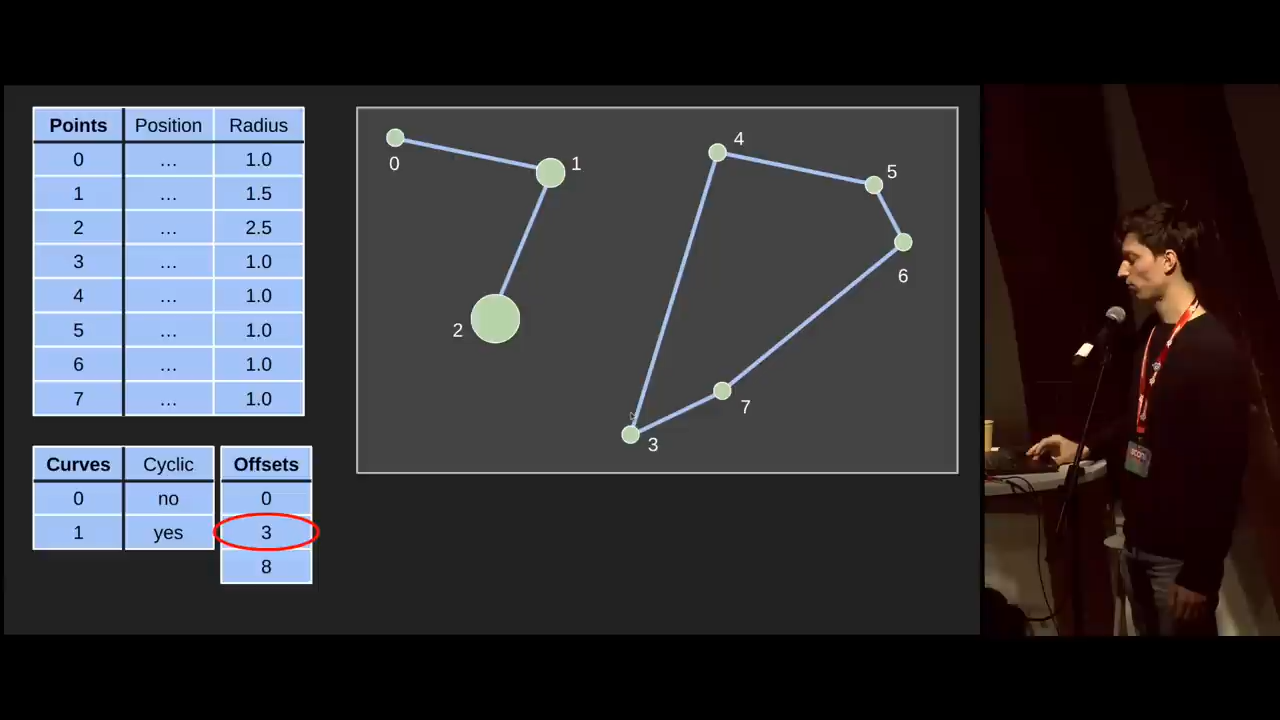 Points Position Radius
0 ... 1.0
1 ... 1.5
2 ... 2.5
3 ... 1.0
4 ... 1.0
5 ... 1.0
6 ... 1.0
7 ... 1.0
Curves Cyclic Offsets
0 no 0
1 yes 3
8
0
1
2
3
4
5
6
7